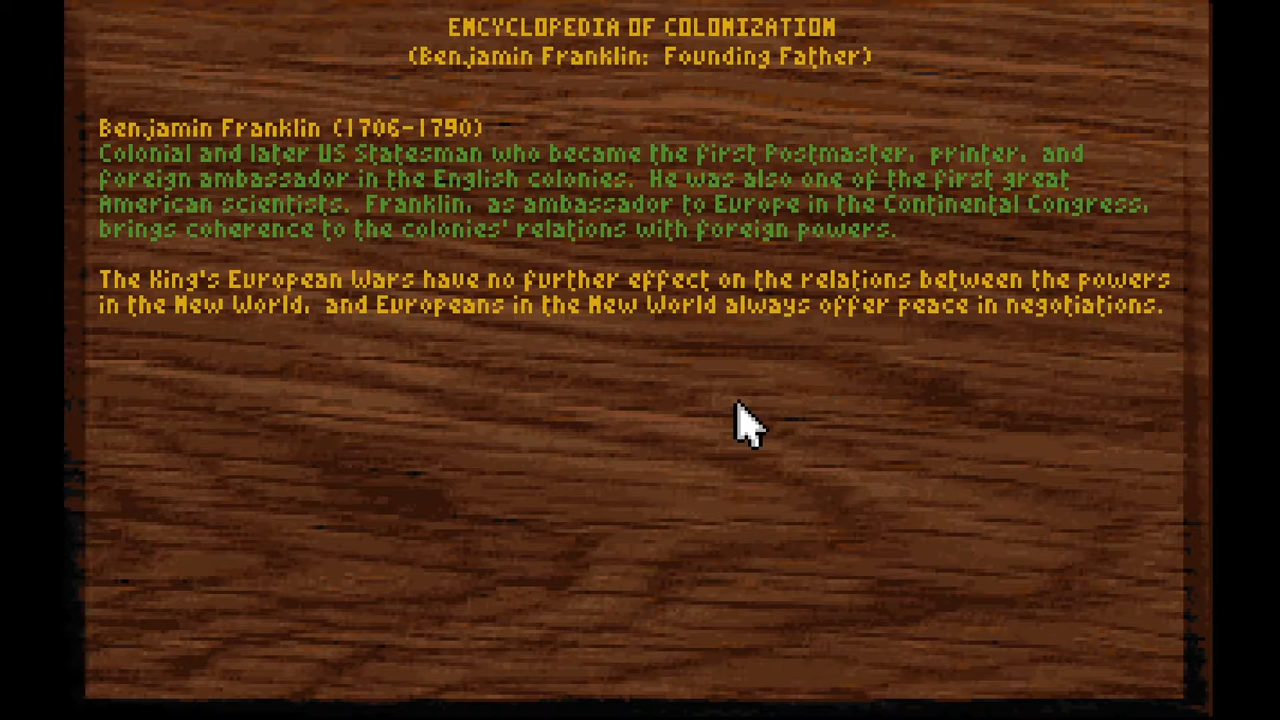 ENCYCLOPEDIA OF COLONIZATION
(Benjamin Franklin: Founding Father)
Benjamin Franklin (1706-1790)
Colonial and later US Statesman who became the first Postmaster, printer, and
foreign ambassador in the English colonies. He was also one of the first great
American scientists. Franklin, as ambassador to Europe in the Continental Congress,
brings coherence to the colonies' relations with foreign powers.
The King's European Wars have no further effect on the relations between the powers
in the New World, and Europeans in the New World always offer peace in negotiations.